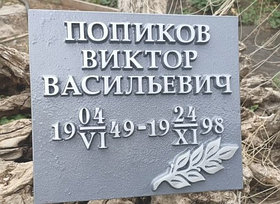 ПОПИКОВ
ВИКТОР
ВАСИЛЬЕВИЧ
19 04/VI 49-19 24/XI 98